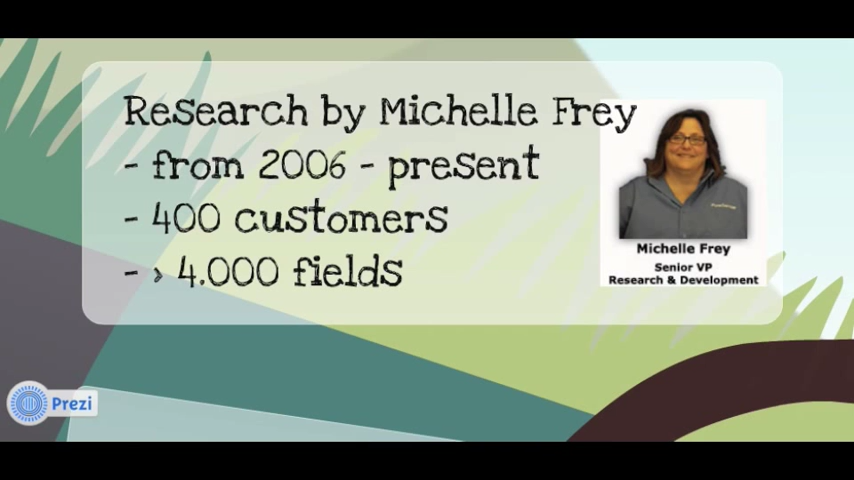 Research by Michelle Frey
- from 2006 - present
- 400 customers
- > 4.000 fields
Michelle Frey
Senior VP
Research & Development
Prezi